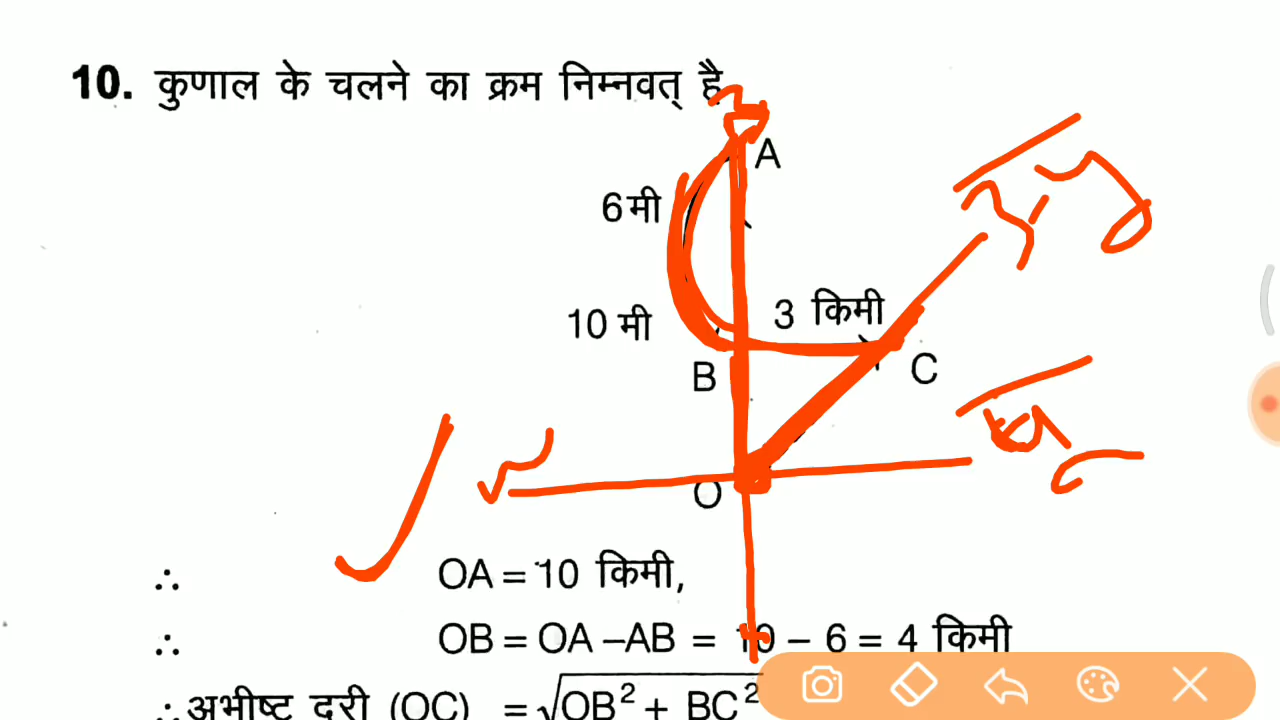 10. कुणाल के चलने का क्रम निम्नवत् है
A
6 मी
3 किमी
10 मी
B
C
O
∴ OA = 10 किमी,
∴ OB = OA – AB = 10 – 6 = 4 किमी
∴ अभीष्ट दूरी (OC) = √OB² + BC²